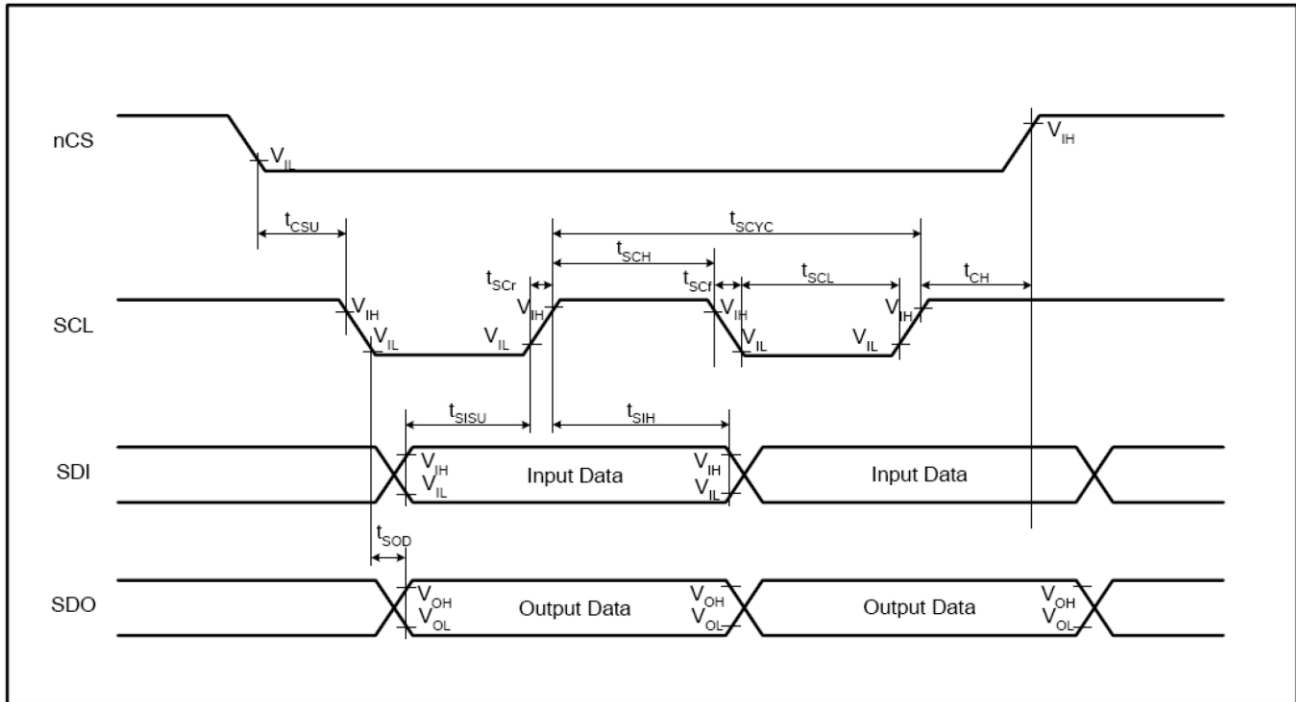 nCS
V_IL
V_IH
t_CSU
t_SCYC
t_SCH
t_SCr
t_SCf
t_SCL
t_CH
SCL
V_IH
V_IL
V_IL
V_IH
V_IH
V_IL
V_IL
V_IH
t_SISU
t_SIH
SDI
V_IH
V_IL
Input Data
V_IH
V_IL
Input Data
t_SOD
SDO
V_OH
V_OL
Output Data
V_OH
V_OL
Output Data
V_OH
V_OL